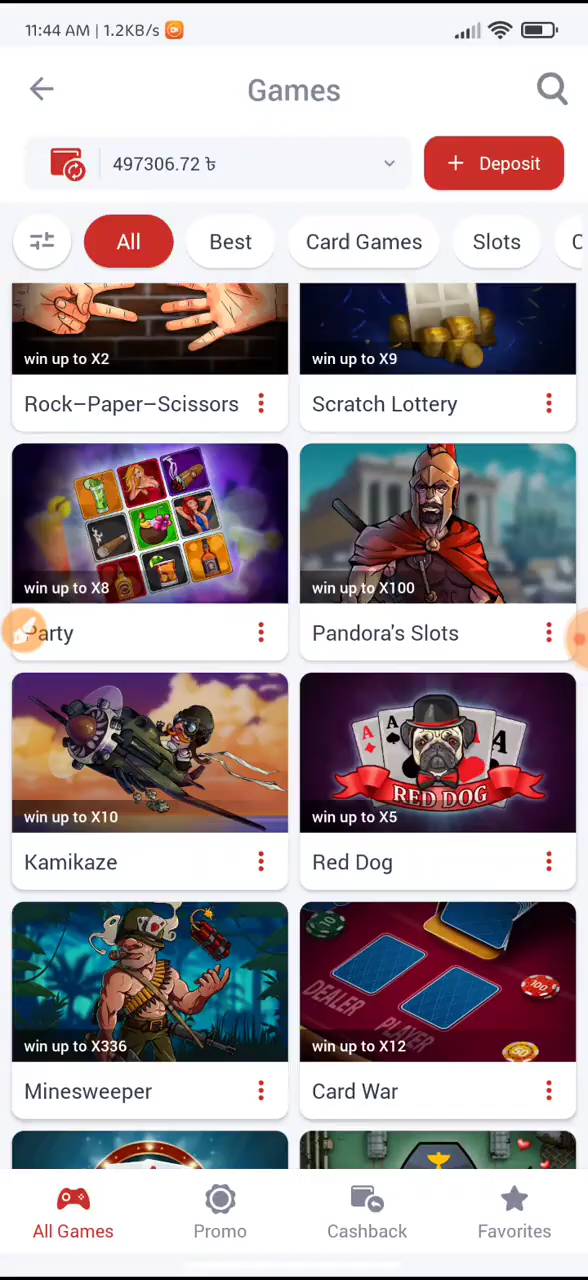 11:44 AM | 1.2KB/s
Games
497306.72 ৳
+ Deposit
All
Best
Card Games
Slots
win up to X2
win up to X9
Rock–Paper–Scissors
Scratch Lottery
win up to X8
win up to X100
Party
Pandora's Slots
A
A
A
RED DOG
win up to X10
win up to X5
Kamikaze
Red Dog
100
DEALER
PLAYER
50
win up to X336
win up to X12
Minesweeper
Card War
All Games
Promo
Cashback
Favorites